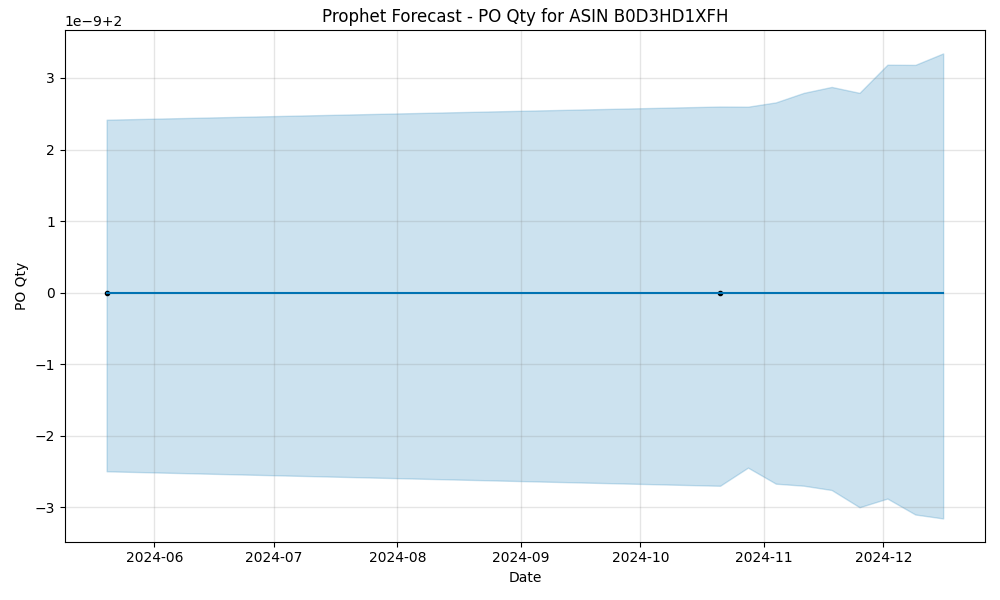 Prophet Forecast - PO Qty for ASIN B0D3HD1XFH
1e−9+2
3
2
1
0
−1
−2
−3
PO Qty
2024-06 2024-07 2024-08 2024-09 2024-10 2024-11 2024-12
Date